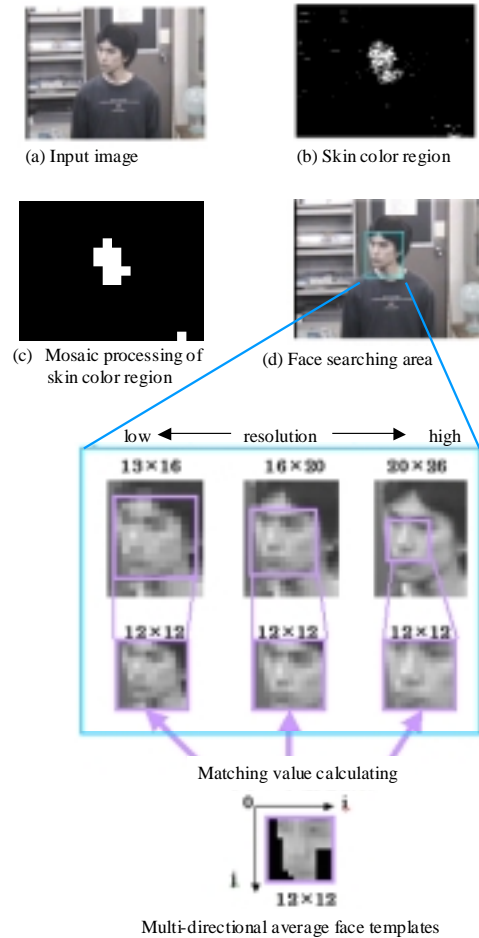 (a) Input image
(b) Skin color region
(c) Mosaic processing of
skin color region
(d) Face searching area
low resolution high
13×16 16×20 20×26
12×12 12×12 12×12
Matching value calculating
0 i
j
12×12
Multi-directional average face templates